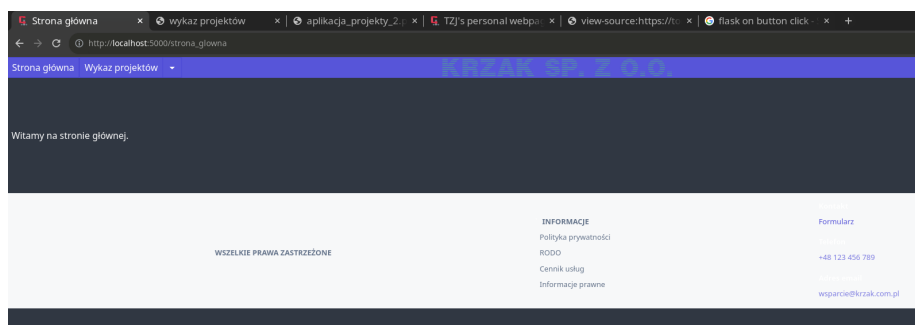 Strona główna
wykaz projektów
aplikacja_projekty_2.p
TZJ's personal webpac
view-source:https://to
flask on button click -
http://localhost:5000/strona_glowna
Strona główna Wykaz projektów
KRZAK SP. Z O.O.
Witamy na stronie głównej.
WSZELKIE PRAWA ZASTRZEŻONE
INFORMACJE
Polityka prywatności
RODO
Cennik usług
Informacje prawne
Formularz
+48 123 456 789
wsparcie@krzak.com.pl